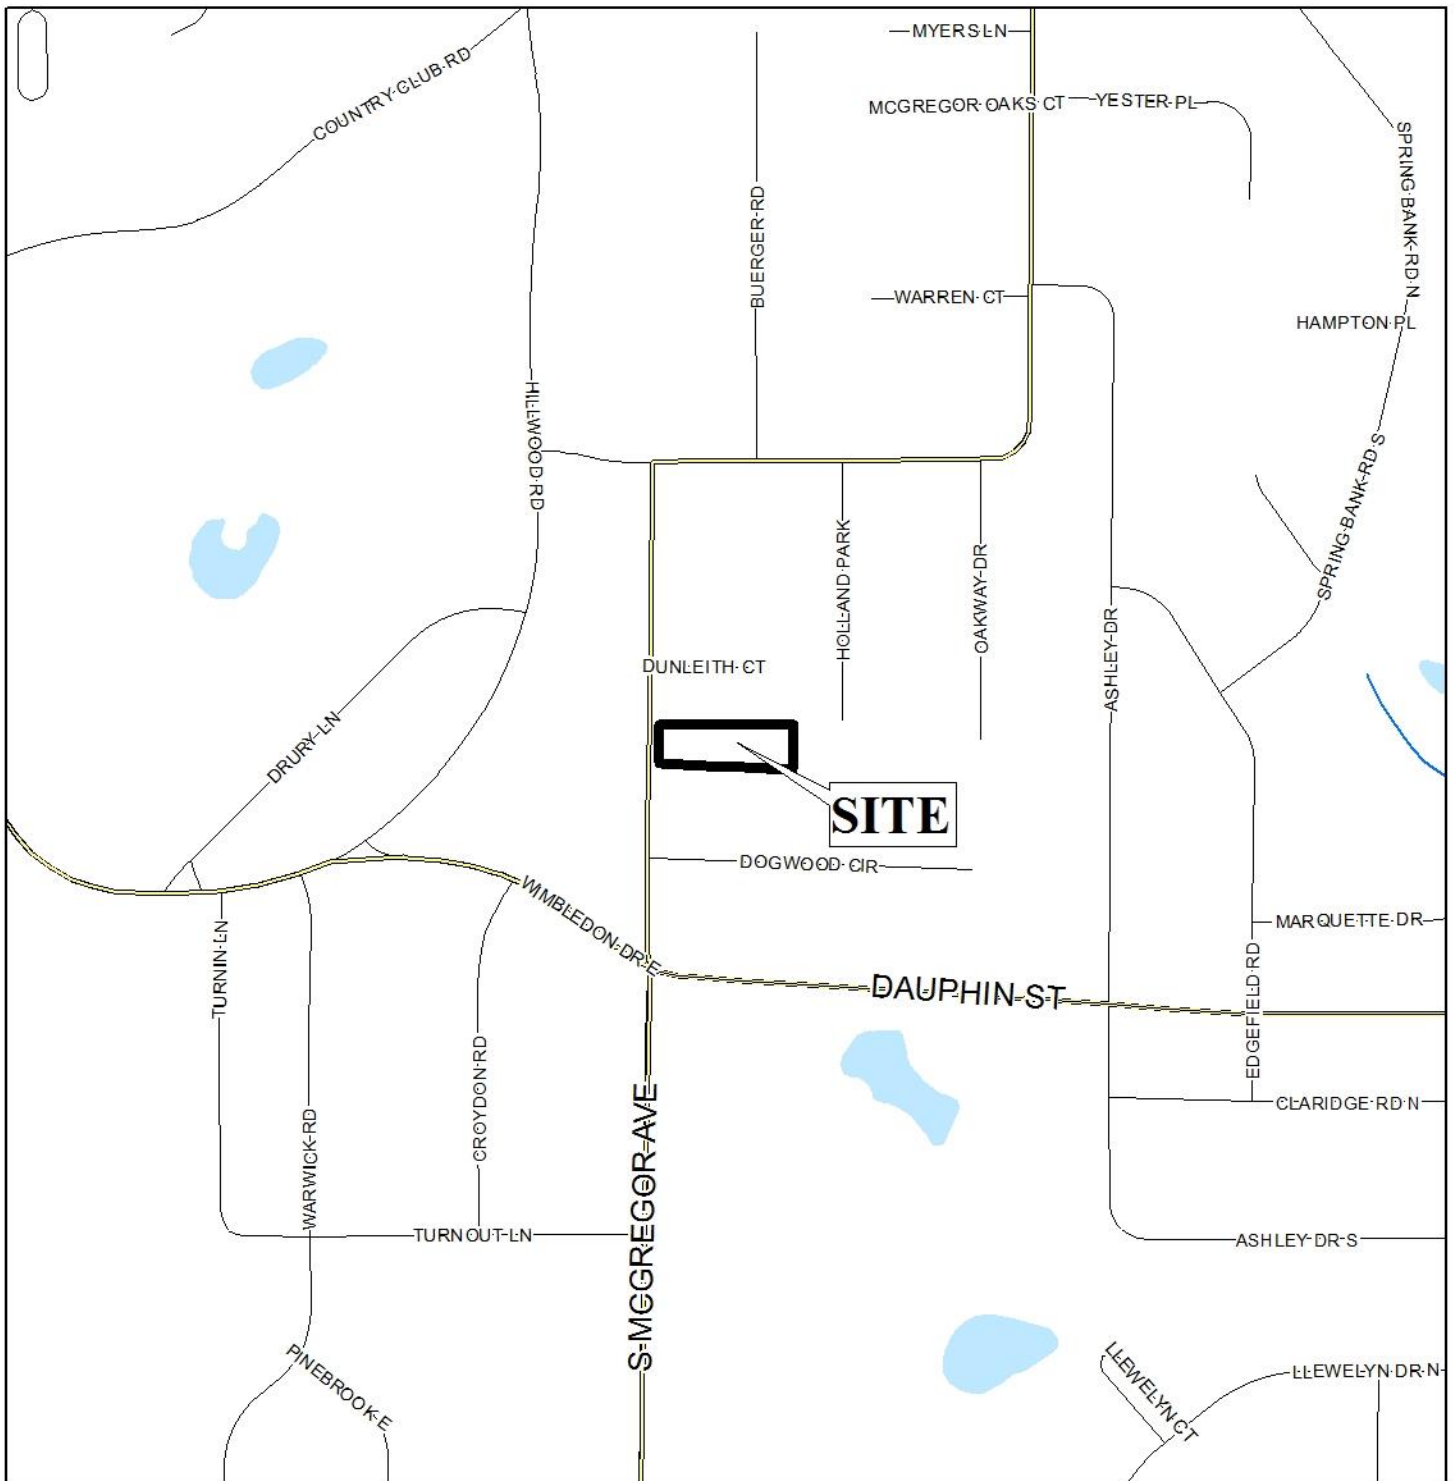 MYERS LN
COUNTRY CLUB RD
MCGREGOR OAKS CT
YESTER PL
SPRING BANK RD N
BUERGER RD
WARREN CT
HAMPTON PL
HILLWOOD RD
SPRING BANK RD S
HOLLAND PARK
OAKWAY DR
ASHLEY DR
DUNLEITH CT
DRURY LN
SITE
DOGWOOD CIR
WIMBLEDON DR E
MARQUETTE DR
TURNIN LN
DAUPHIN ST
EDGEFIELD RD
CROYDON RD
CLARIDGE RD N
WARWICK RD
S MCGREGOR AVE
TURNOUT LN
ASHLEY DR S
PINEBROOK E
LLEWELYN CT
LLEWELYN DR N